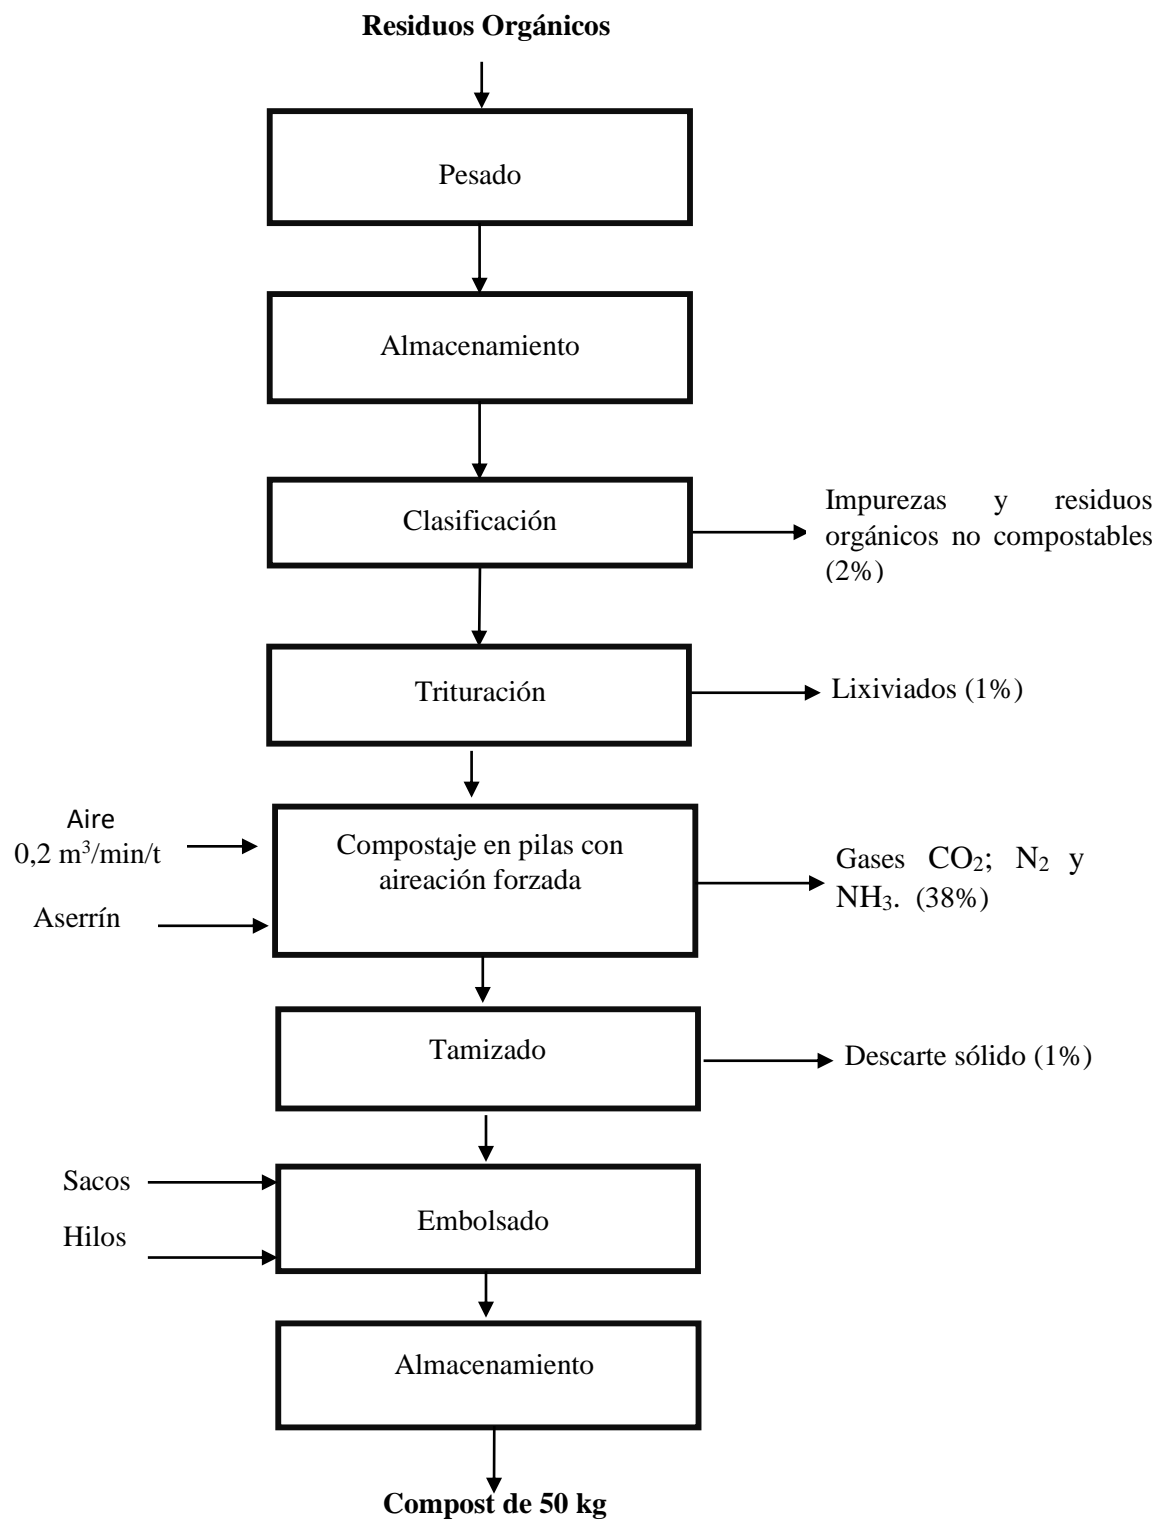 Residuos Orgánicos
Pesado
Almacenamiento
Clasificación
Impurezas y residuos
orgánicos no compostables
(2%)
Trituración
Lixiviados (1%)
Aire
0,2 m³/min/t
Aserrín
Compostaje en pilas con
aireación forzada
Gases CO₂; N₂ y
NH₃. (38%)
Tamizado
Descarte sólido (1%)
Sacos
Hilos
Embolsado
Almacenamiento
Compost de 50 kg